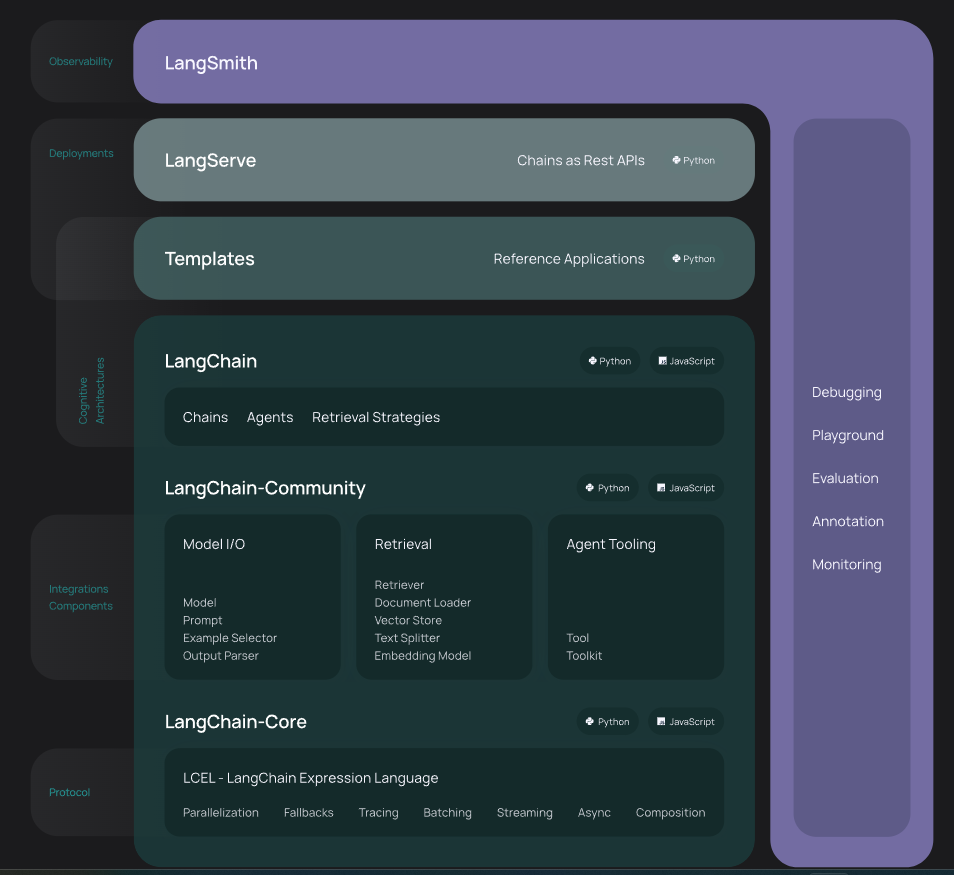 Observability
LangSmith
Deployments
LangServe
Chains as Rest APIs
Python
Templates
Reference Applications
Python
Cognitive
Architectures
LangChain
Python
JavaScript
Chains Agents Retrieval Strategies
LangChain-Community
Python
JavaScript
Integrations
Components
Model I/O
Model
Prompt
Example Selector
Output Parser
Retrieval
Retriever
Document Loader
Vector Store
Text Splitter
Embedding Model
Agent Tooling
Tool
Toolkit
LangChain-Core
Python
JavaScript
Protocol
LCEL - LangChain Expression Language
Parallelization Fallbacks Tracing Batching Streaming Async Composition
Debugging
Playground
Evaluation
Annotation
Monitoring